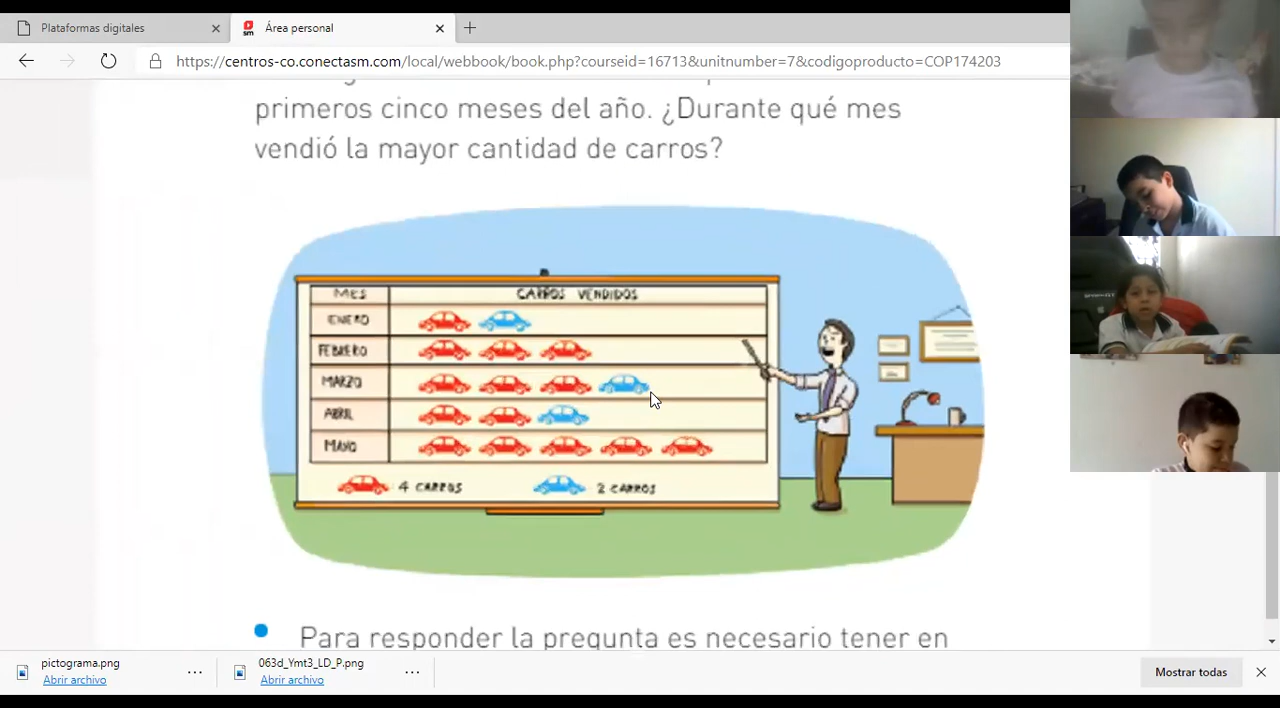 Plataformas digitales
Área personal
https://centros-co.conectasm.com/local/webbook/book.php?courseid=16713&unitnumber=7&codigoproducto=COP174203
primeros cinco meses del año. ¿Durante qué mes
vendió la mayor cantidad de carros?
MES CARROS VENDIDOS
ENERO
FEBRERO
MARZO
ABRIL
MAYO
4 CARROS 2 CARROS
Para responder la pregunta es necesario tener en
pictograma.png
Abrir archivo
063d_Ymt3_LD_P.png
Abrir archivo
Mostrar todas